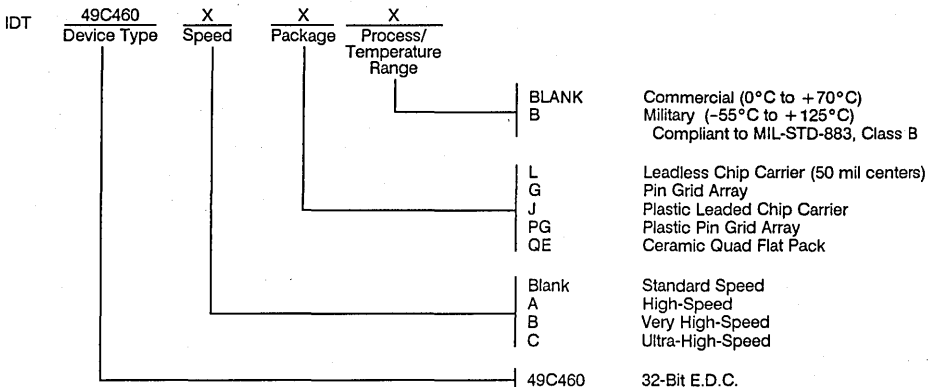 IDT 49C460 X X X
Device Type Speed Package Process/
Temperature
Range
BLANK Commercial (0°C to +70°C)
B Military (–55°C to +125°C)
Compliant to MIL-STD-883, Class B
L Leadless Chip Carrier (50 mil centers)
G Pin Grid Array
J Plastic Leaded Chip Carrier
PG Plastic Pin Grid Array
QE Ceramic Quad Flat Pack
Blank Standard Speed
A High-Speed
B Very High-Speed
C Ultra-High-Speed
49C460 32-Bit E.D.C.